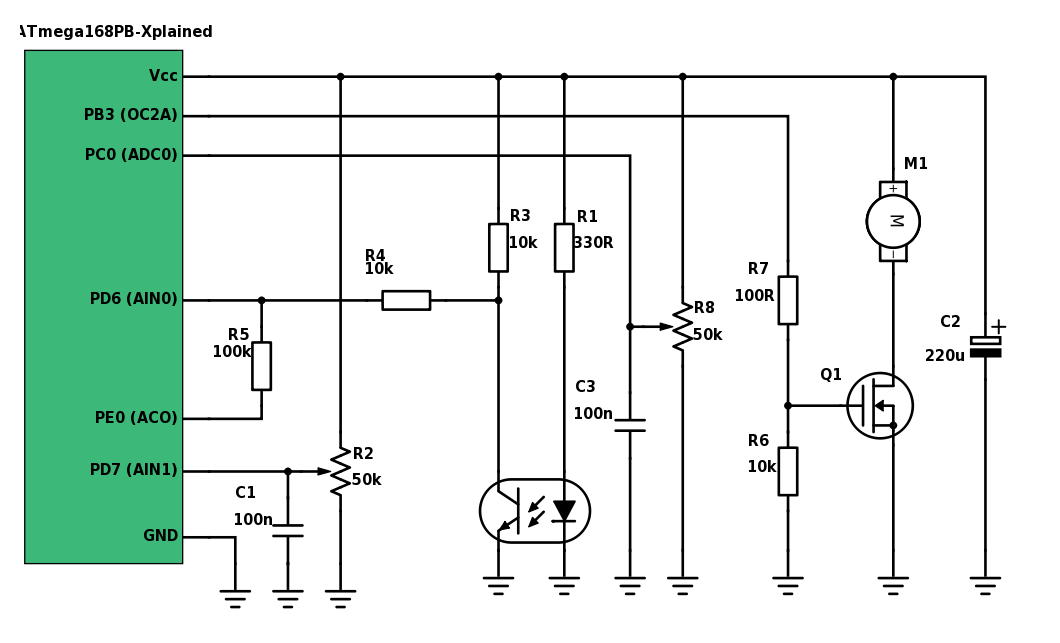 ATmega168PB-Xplained
Vcc
PB3 (OC2A)
PC0 (ADC0)
M1
+
M
−
R3
10k
R1
330R
R4
10k
R7
100R
PD6 (AIN0)
R8
50k
C2
+
220u
R5
100k
Q1
C3
100n
PE0 (ACO)
R6
10k
R2
50k
PD7 (AIN1)
C1
100n
GND